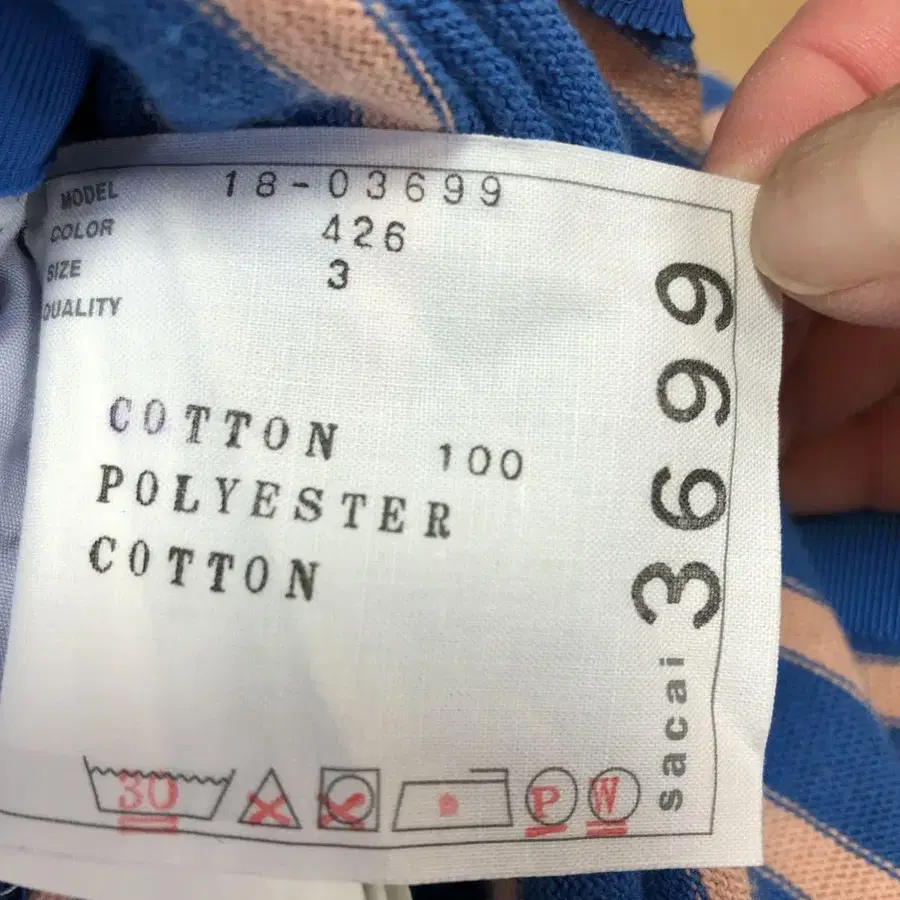 MODEL 18-03699
COLOR 426
SIZE 3
QUALITY
COTTON 100
POLYESTER
COTTON
30
P
W
sacai 3699